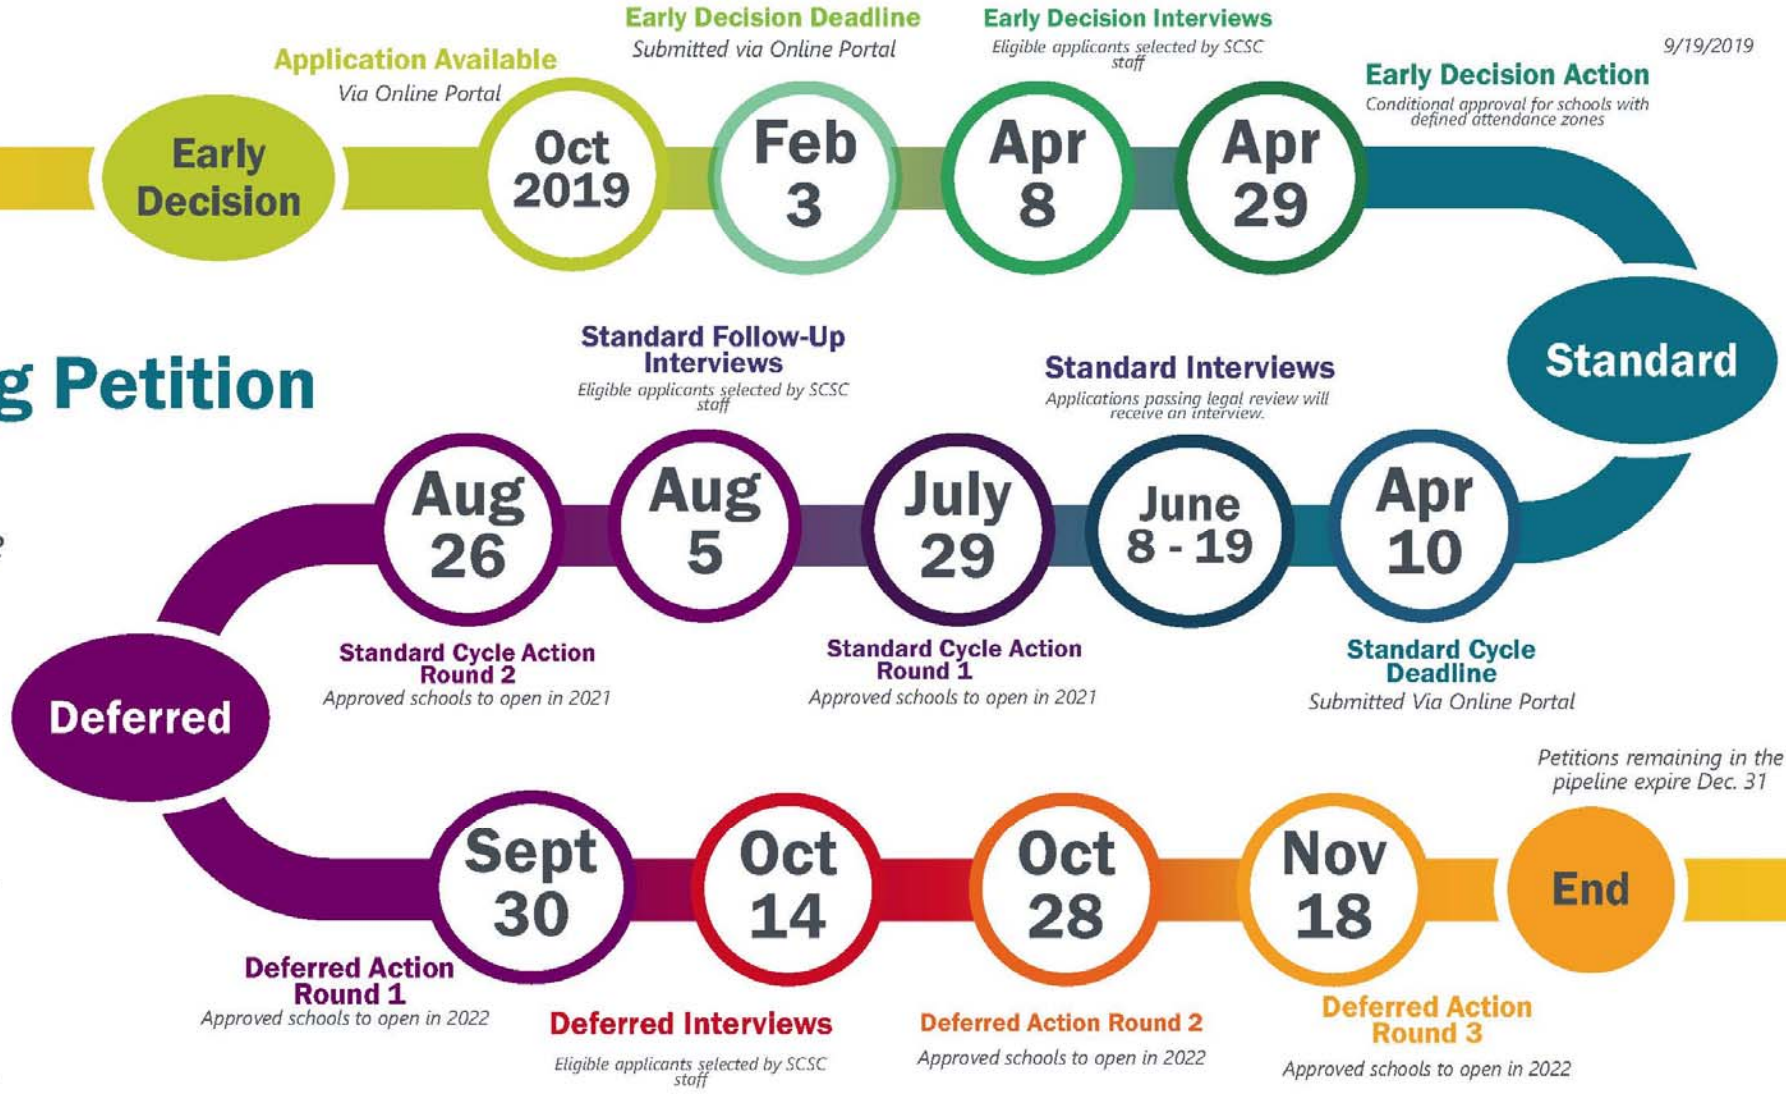 Early Decision Deadline
Submitted via Online Portal
Early Decision Interviews
Eligible applicants selected by SCSC
staff
9/19/2019
Application Available
Via Online Portal
Early Decision Action
Conditional approval for schools with
defined attendance zones
Early
Decision
Oct
2019
Feb
3
Apr
8
Apr
29
Standard
g Petition
Standard Follow-Up
Interviews
Eligible applicants selected by SCSC
staff
Standard Interviews
Applications passing legal review will
receive an interview.
Aug
26
Aug
5
July
29
June
8 - 19
Apr
10
Standard Cycle Action
Round 2
Approved schools to open in 2021
Standard Cycle Action
Round 1
Approved schools to open in 2021
Standard Cycle
Deadline
Submitted Via Online Portal
Deferred
Petitions remaining in the
pipeline expire Dec. 31
Sept
30
Oct
14
Oct
28
Nov
18
End
Deferred Action
Round 1
Approved schools to open in 2022
Deferred Interviews
Eligible applicants selected by SCSC
staff
Deferred Action Round 2
Approved schools to open in 2022
Deferred Action
Round 3
Approved schools to open in 2022